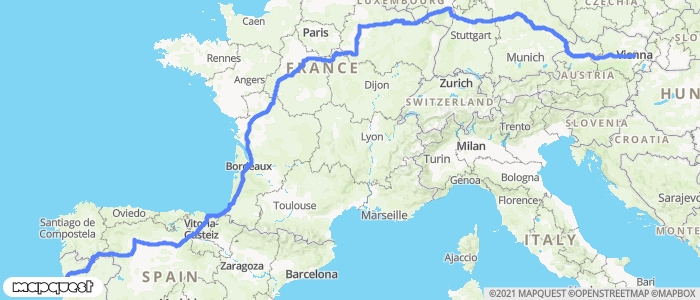 LUXEMBOURG
CZECHIA
Caen
Paris
Stuttgart
SLOVAKIA
Rennes
Munich
Vienna
Angers
FRANCE
AUSTRIA
Dijon
Zurich
HUN
SWITZERLAND
SLOVENIA
Lyon
Trento
CROATIA
Milan
Bordeaux
Turin
Bologna
Genoa
Toulouse
Florence
Sarajevo
Marseille
Santiago de
Compostela
Oviedo
Vitoria-
Gasteiz
MONTE
Ajaccio
ITALY
Zaragoza
Barcelona
SPAIN
mapquest
©2021 MAPQUEST ©OPENSTREETMAP ©MAPBOX